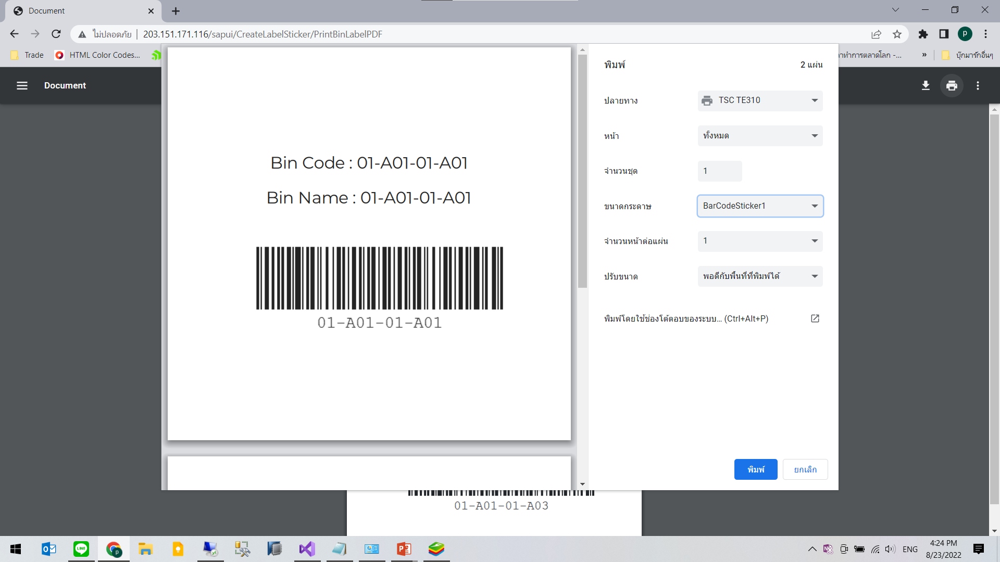 Document
ไม่ปลอดภัย
203.151.171.116/sapui/CreateLabelSticker/PrintBinLabelPDF
P
Trade
HTML Color Codes...
าทำการตลาดโลก -...
»
บุ๊กมาร์กอื่นๆ
Document
Bin Code : 01-A01-01-A01
Bin Name : 01-A01-01-A01
01-A01-01-A01
พิมพ์
2 แผ่น
ปลายทาง
TSC TE310
หน้า
ทั้งหมด
จำนวนชุด
1
ขนาดกระดาษ
BarCodeSticker1
จำนวนหน้าต่อแผ่น
1
ปรับขนาด
พอดีกับพื้นที่ที่พิมพ์ได้
พิมพ์โดยใช้ช่องโต้ตอบของระบบ... (Ctrl+Alt+P)
พิมพ์
ยกเลิก
01-A01-01-A03
LINE
ENG
4:24 PM
8/23/2022